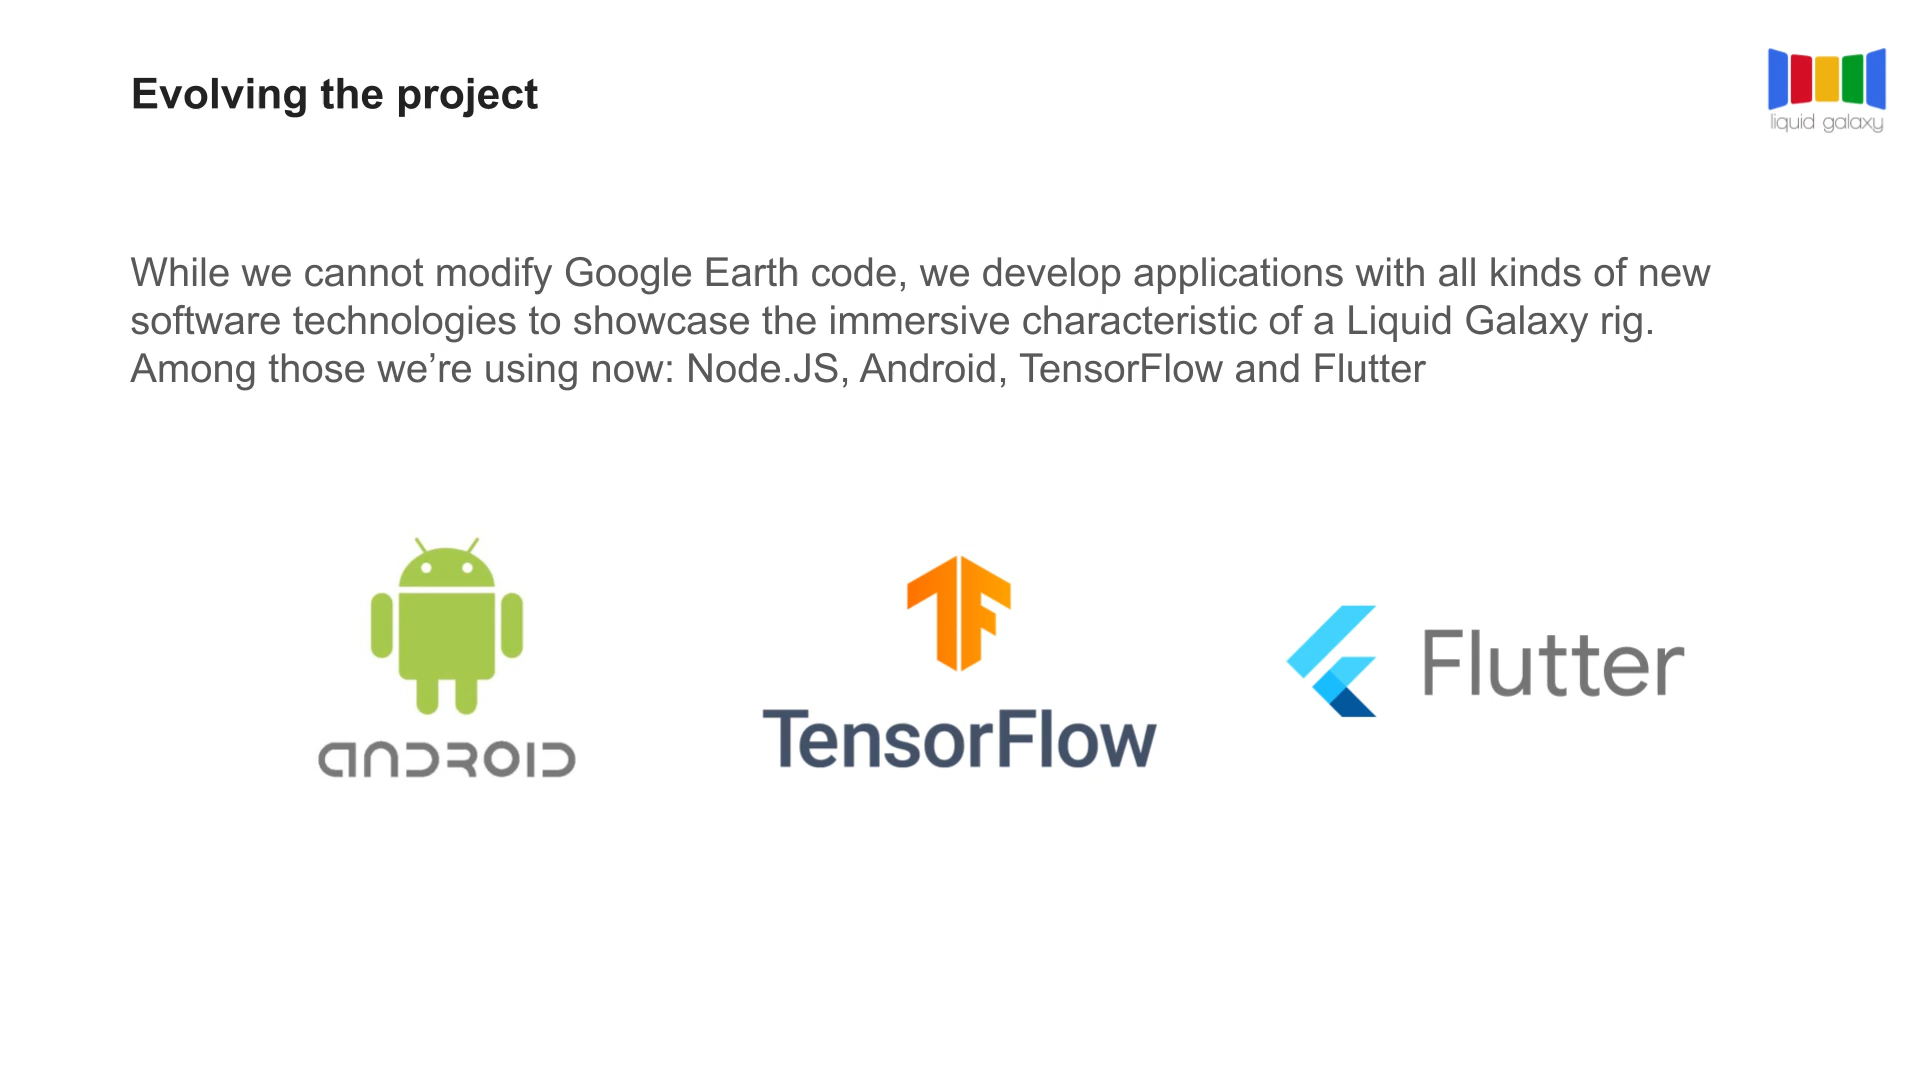 Evolving the project
liquid galaxy
While we cannot modify Google Earth code, we develop applications with all kinds of new
software technologies to showcase the immersive characteristic of a Liquid Galaxy rig.
Among those we’re using now: Node.JS, Android, TensorFlow and Flutter
ANDROID
TensorFlow
Flutter